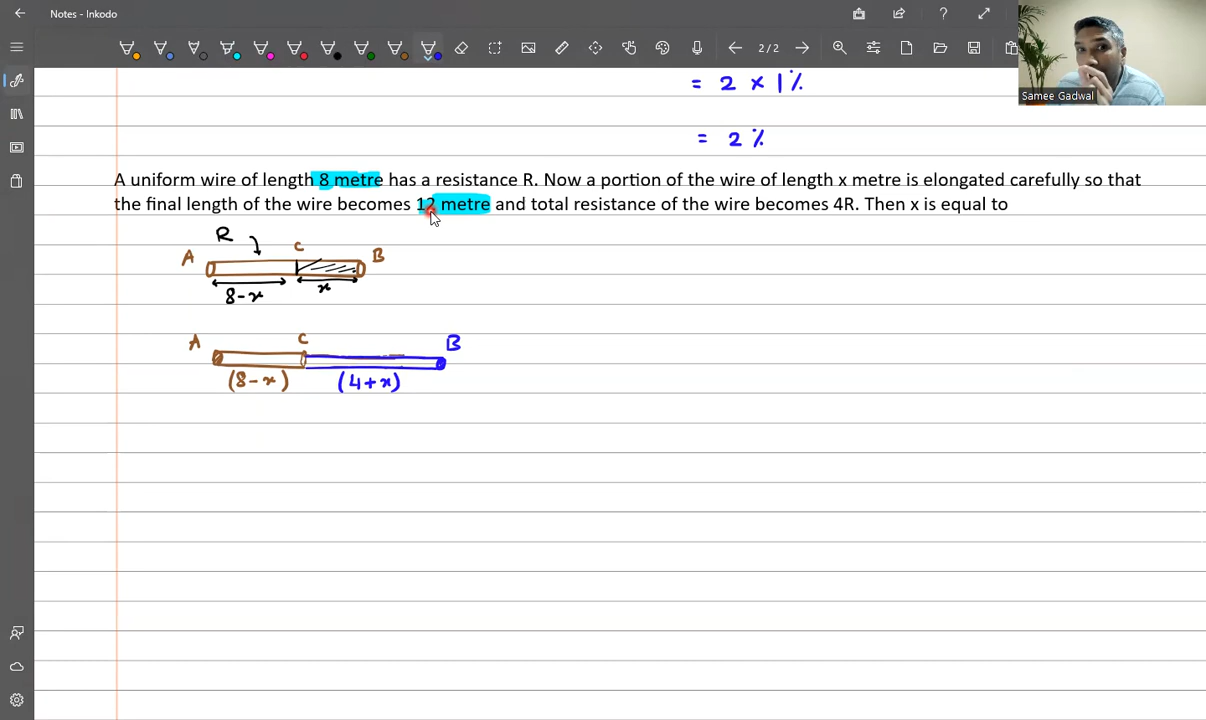 Notes - Inkodo
2/2
Samee Gadwal
= 2 × 1 %
= 2 %
A uniform wire of length 8 metre has a resistance R. Now a portion of the wire of length x metre is elongated carefully so that
the final length of the wire becomes 12 metre and total resistance of the wire becomes 4R. Then x is equal to
R
A C B
8-x x
A C B
(8-x) (4+x)